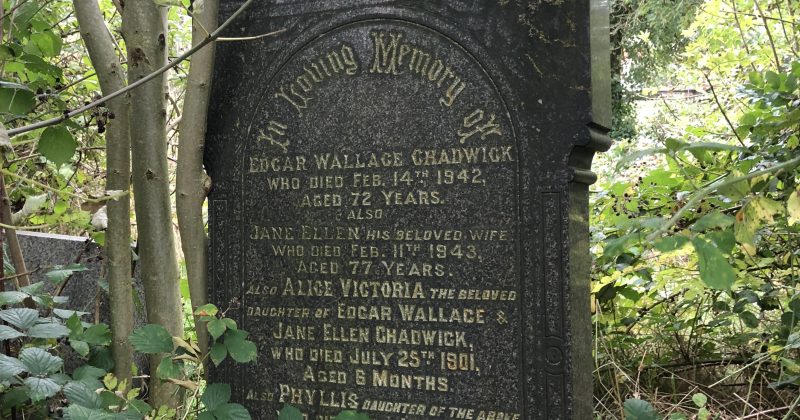 In Loving Memory of
EDGAR WALLACE CHADWICK
WHO DIED FEB. 14TH 1942,
AGED 72 YEARS.
ALSO
JANE ELLEN HIS BELOVED WIFE
WHO DIED FEB. 11TH 1943,
AGED 77 YEARS.
ALSO ALICE VICTORIA THE BELOVED
DAUGHTER OF EDGAR WALLACE &
JANE ELLEN CHADWICK,
WHO DIED JULY 25TH 1901,
AGED 6 MONTHS.
ALSO PHYLLIS DAUGHTER OF THE ABOVE